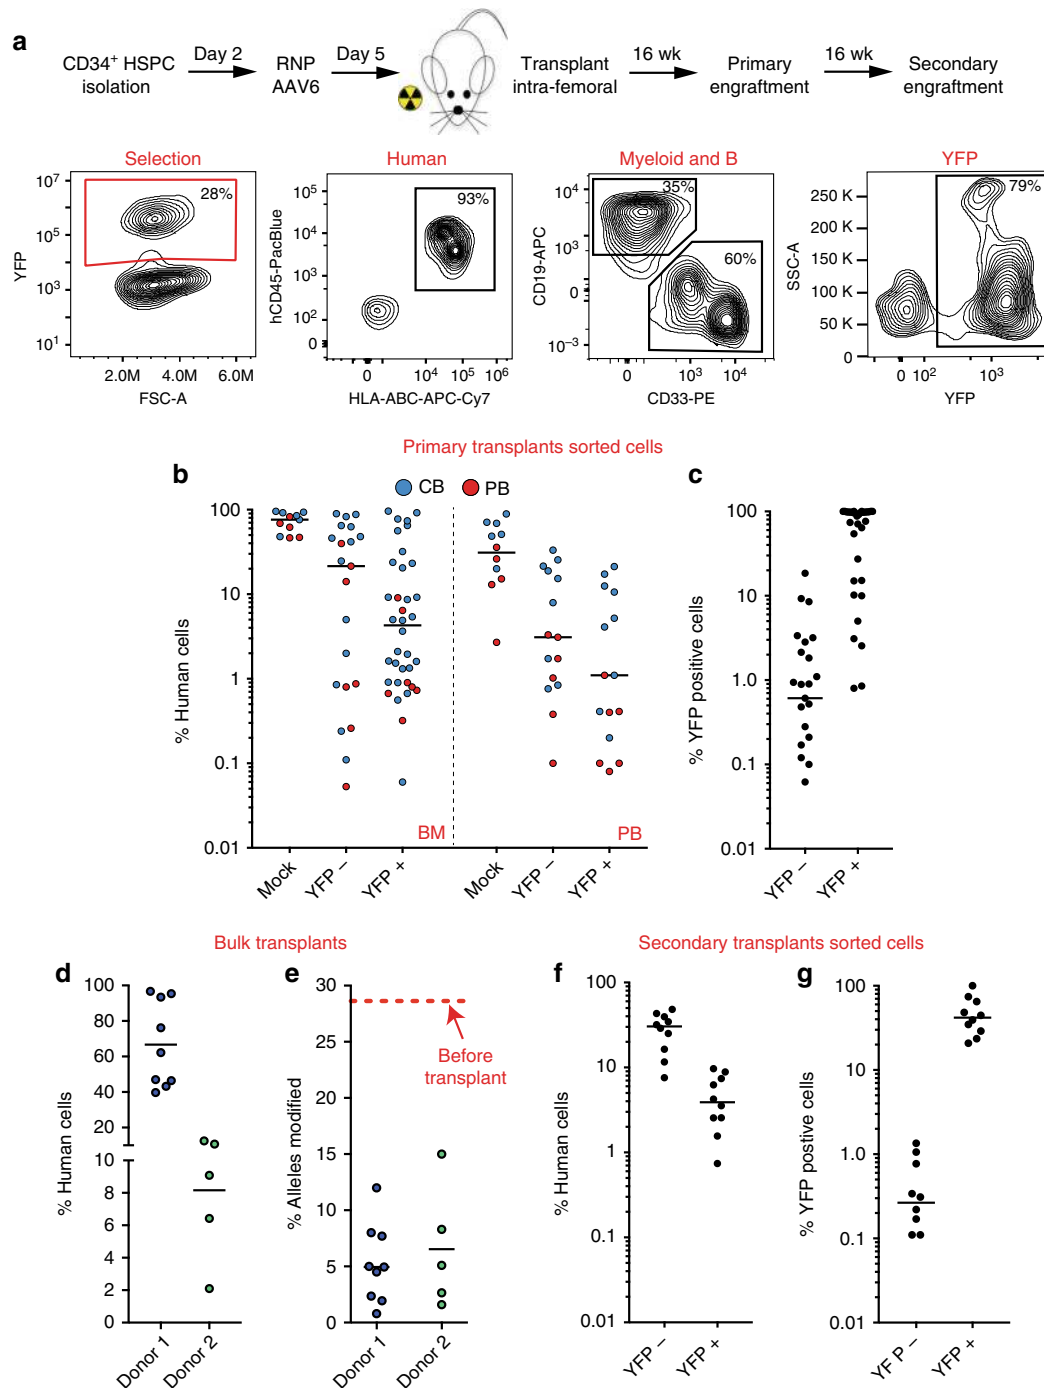 a
CD34+ HSPC isolation
Day 2
RNP AAV6
Day 5
Transplant intra-femoral
16 wk
Primary engraftment
16 wk
Secondary engraftment
Selection
28%
10^7
10^5
10^3
10^1
YFP
2.0M 4.0M 6.0M
FSC-A
Human
93%
10^5
10^4
10^3
10^2
0
hCD45-PacBlue
0 10^4 10^5 10^6
HLA-ABC-APC-Cy7
Myeloid and B
35%
60%
10^4
10^3
0
10^-3
CD19-APC
0 10^3 10^4
CD33-PE
YFP
79%
250 K
200 K
150 K
100 K
50 K
0
SSC-A
0 10^2 10^3
YFP
Primary transplants sorted cells
b
CB PB
100
10
1
0.1
0.01
% Human cells
BM
PB
Mock YFP − YFP + Mock YFP − YFP +
c
100
10
1.0
0.1
0.01
% YFP positive cells
YFP − YFP +
Bulk transplants
d
100
80
60
40
20
10
8
6
4
2
0
% Human cells
Donor 1 Donor 2
e
30
25
20
15
10
5
0
% Alleles modified
Before transplant
Donor 1 Donor 2
Secondary transplants sorted cells
f
100
10
1
0.1
0.01
% Human cells
YFP − YFP +
g
100
10
1.0
0.1
0.01
% YFP postive cells
YF P − YFP +